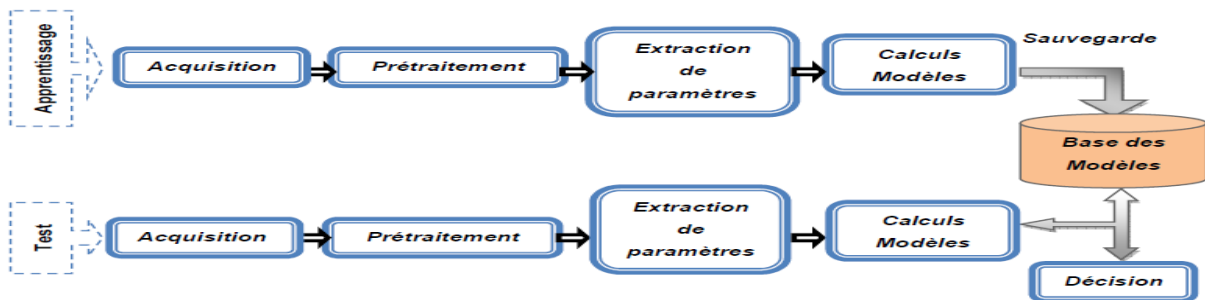 Apprentissage
Acquisition
Prétraitement
Extraction
de
paramètres
Calculs
Modèles
Sauvegarde
Base des
Modèles
Test
Acquisition
Prétraitement
Extraction
de
paramètres
Calculs
Modèles
Décision